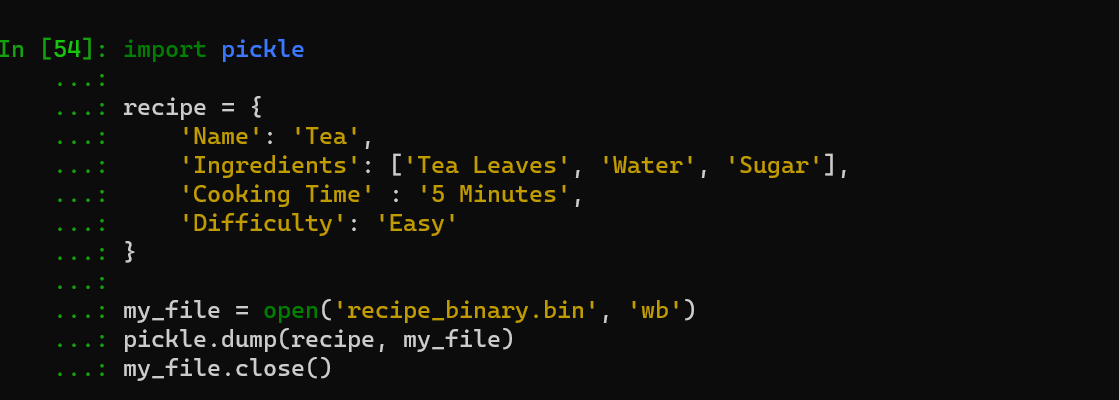 In [54]: import pickle
    ...:
    ...: recipe = {
    ...:     'Name': 'Tea',
    ...:     'Ingredients': ['Tea Leaves', 'Water', 'Sugar'],
    ...:     'Cooking Time' : '5 Minutes',
    ...:     'Difficulty': 'Easy'
    ...: }
    ...:
    ...: my_file = open('recipe_binary.bin', 'wb')
    ...: pickle.dump(recipe, my_file)
    ...: my_file.close()